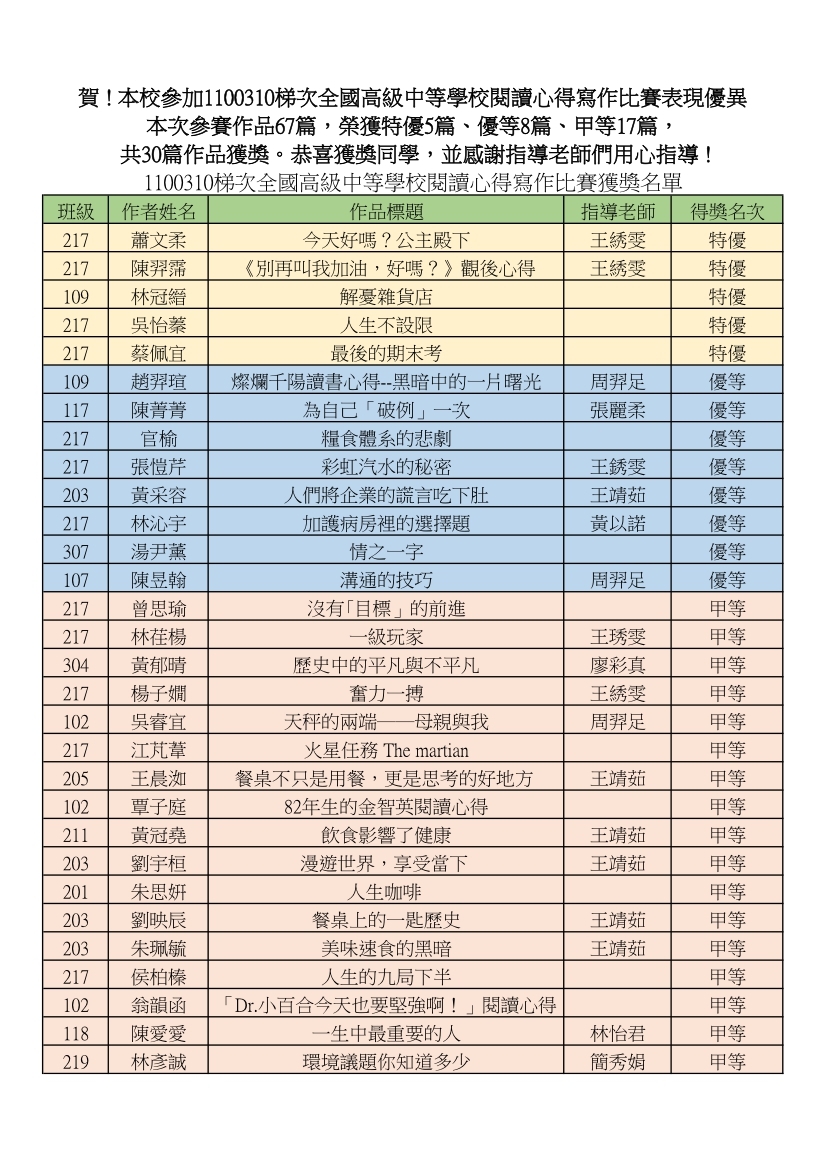 賀！本校參加1100310梯次全國高級中等學校閱讀心得寫作比賽表現優異
本次參賽作品67篇，榮獲特優5篇、優等8篇、甲等17篇，
共30篇作品獲獎。恭喜獲獎同學，並感謝指導老師們用心指導！
1100310梯次全國高級中等學校閱讀心得寫作比賽獲獎名單
班級 作者姓名 作品標題 指導老師 得獎名次
217 蕭文柔 今天好嗎？公主殿下 王綉雯 特優
217 陳羿霈 《別再叫我加油，好嗎？》觀後心得 王綉雯 特優
109 林冠縉 解憂雜貨店 特優
217 吳怡蓁 人生不設限 特優
217 蔡佩宜 最後的期末考 特優
109 趙羿瑄 燦爛千陽讀書心得--黑暗中的一片曙光 周羿足 優等
117 陳菁菁 為自己「破例」一次 張麗柔 優等
217 官榆 糧食體系的悲劇 優等
217 張愷芹 彩虹汽水的秘密 王銹雯 優等
203 黃采容 人們將企業的謊言吃下肚 王靖茹 優等
217 林沁宇 加護病房裡的選擇題 黃以諾 優等
307 湯尹薰 情之一字 優等
107 陳昱翰 溝通的技巧 周羿足 優等
217 曾思瑜 沒有｢目標」的前進 甲等
217 林荏楊 一級玩家 王琇雯 甲等
304 黃郁晴 歷史中的平凡與不平凡 廖彩真 甲等
217 楊子嫺 奮力一搏 王綉雯 甲等
102 吳睿宜 天秤的兩端——母親與我 周羿足 甲等
217 江芃葦 火星任務 The martian 甲等
205 王晨洳 餐桌不只是用餐，更是思考的好地方 王靖茹 甲等
102 覃子庭 82年生的金智英閱讀心得 甲等
211 黃冠堯 飲食影響了健康 王靖茹 甲等
203 劉宇桓 漫遊世界，享受當下 王靖茹 甲等
201 朱思妍 人生咖啡 甲等
203 劉映辰 餐桌上的一匙歷史 王靖茹 甲等
203 朱珮毓 美味速食的黑暗 王靖茹 甲等
217 侯柏榛 人生的九局下半 甲等
102 翁韻函 「Dr.小百合今天也要堅強啊！」閱讀心得 甲等
118 陳愛愛 一生中最重要的人 林怡君 甲等
219 林彥誠 環境議題你知道多少 簡秀娟 甲等